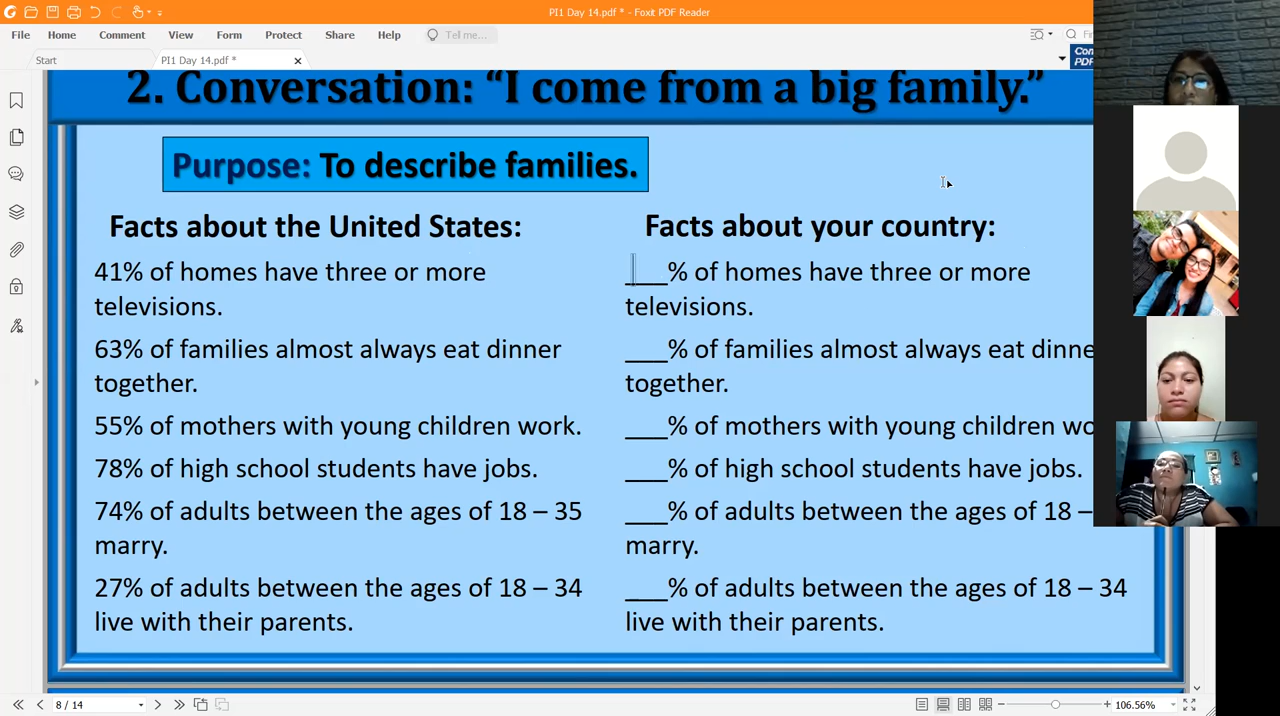 PI1 Day 14.pdf * - Foxit PDF Reader
File Home Comment View Form Protect Share Help Tell me...
Start PI1 Day 14.pdf *
2. Conversation: “I come from a big family.”
Purpose: To describe families.
Facts about the United States:
41% of homes have three or more
televisions.
63% of families almost always eat dinner
together.
55% of mothers with young children work.
78% of high school students have jobs.
74% of adults between the ages of 18 – 35
marry.
27% of adults between the ages of 18 – 34
live with their parents.
Facts about your country:
___% of homes have three or more
televisions.
___% of families almost always eat dinne
together.
___% of mothers with young children wo
___% of high school students have jobs.
___% of adults between the ages of 18 –
marry.
___% of adults between the ages of 18 – 34
live with their parents.
8 / 14
106.56%